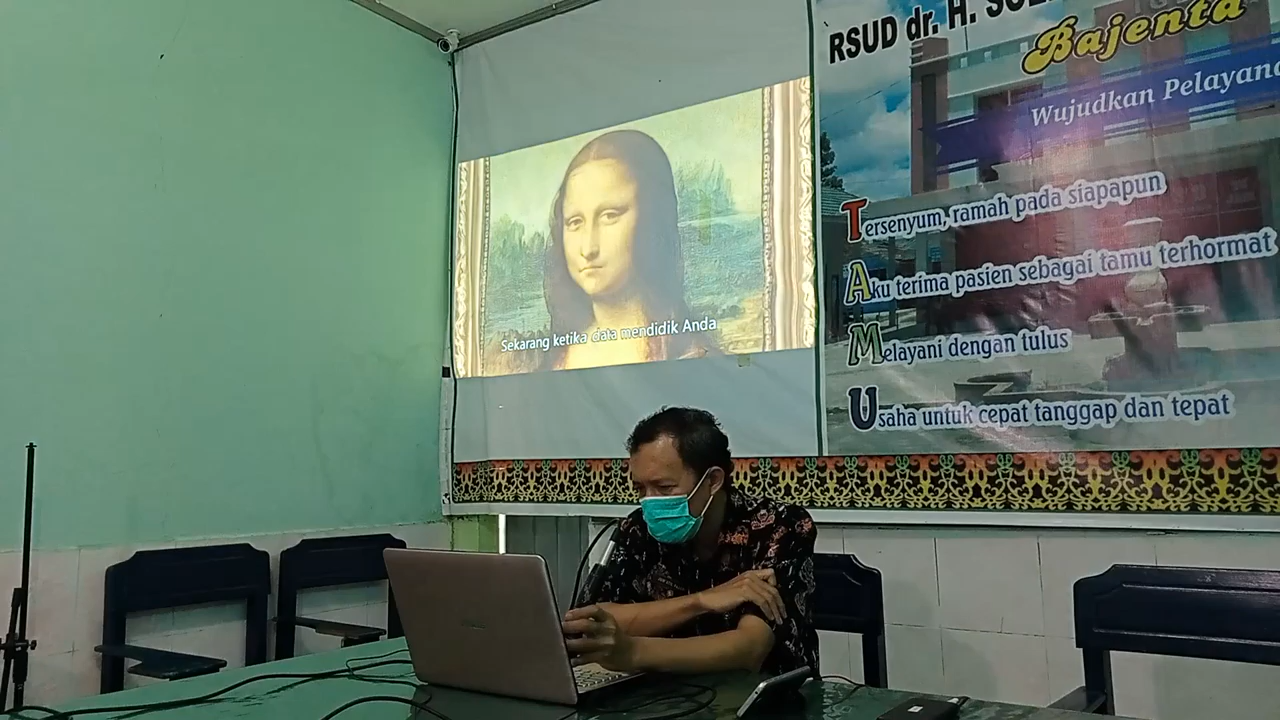 RSUD dr. H.
Bajenta
Wujudkan
Tersenyum, ramah pada siapapun
Aku terima pasien sebagai tamu terhormat
Melayani dengan tulus
Usaha untuk cepat tanggap dan tepat
Sekarang ketika data mendidik Anda